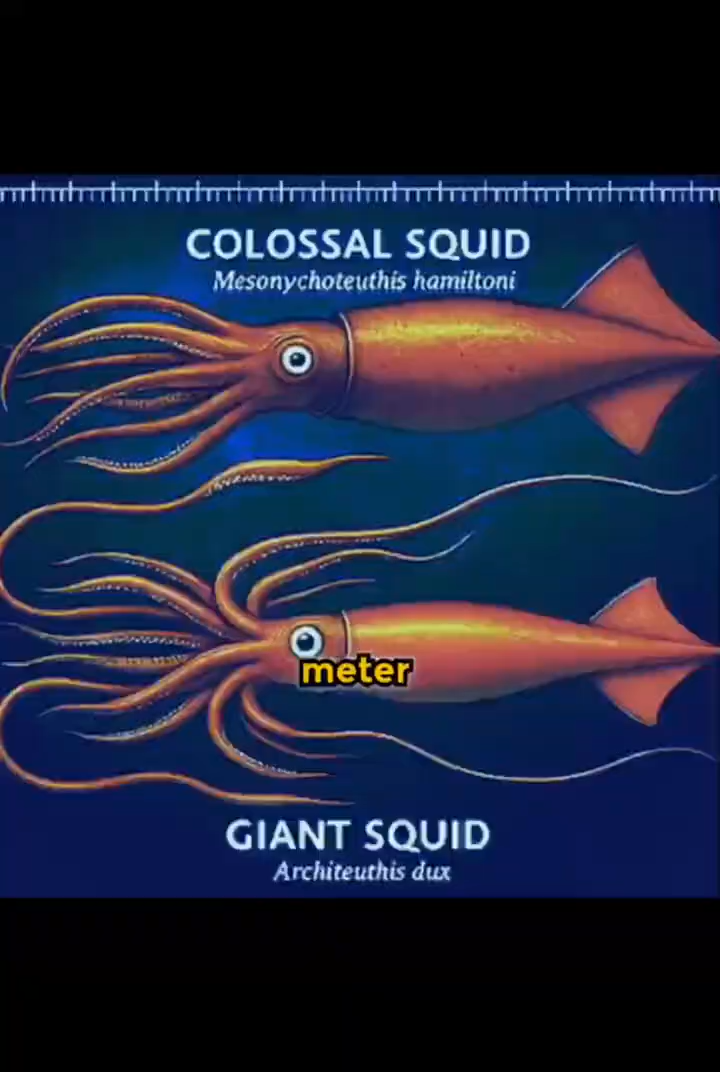 COLOSSAL SQUID
Mesonychoteuthis hamiltoni
meter
GIANT SQUID
Architeuthis dux